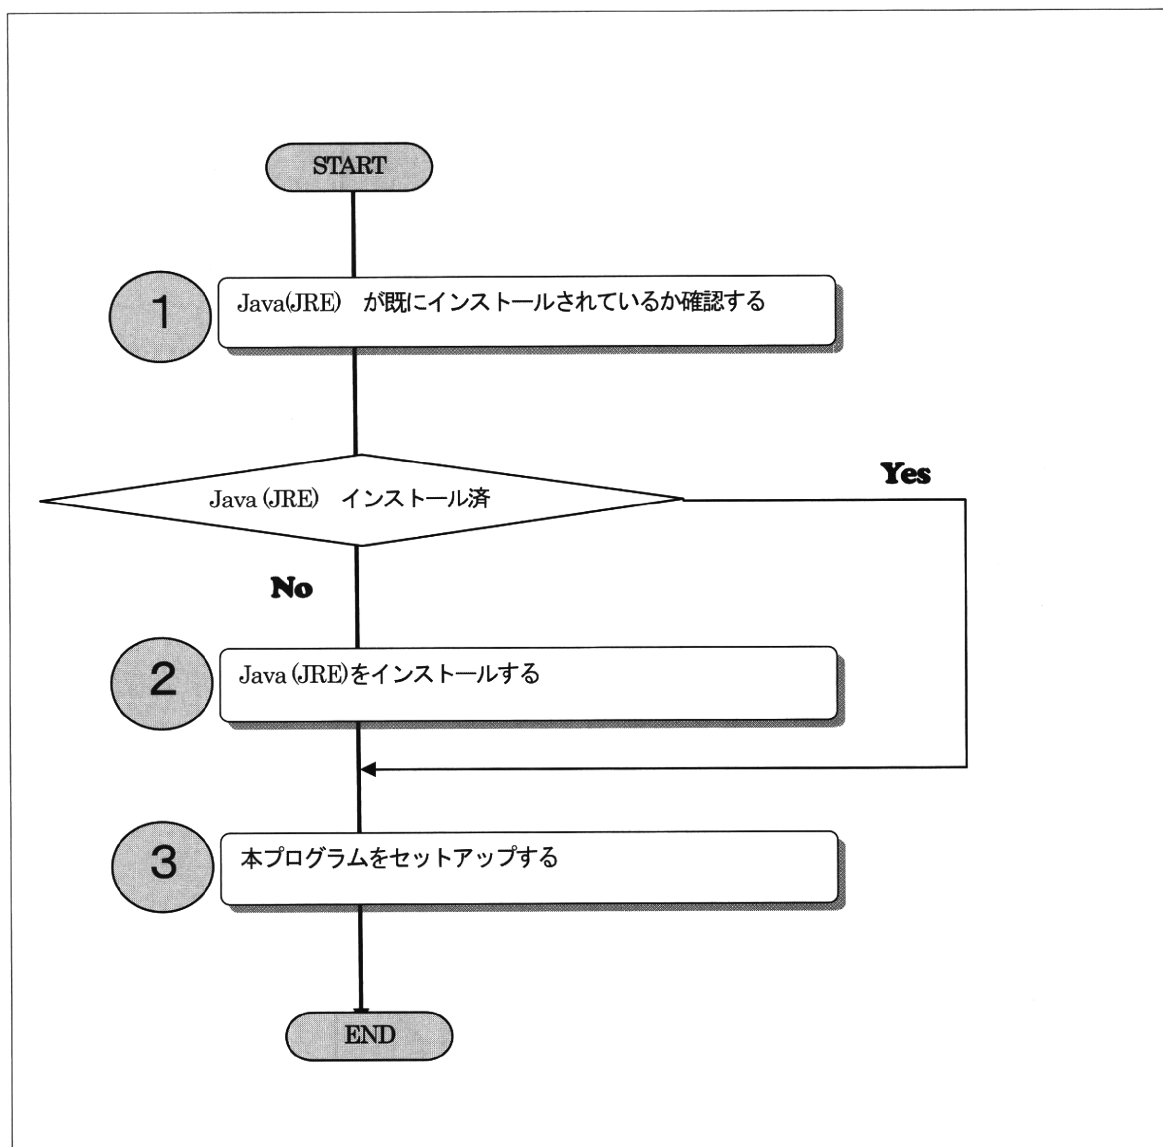 START
1
Java(JRE) が既にインストールされているか確認する
Java (JRE) インストール済
Yes
No
2
Java (JRE)をインストールする
3
本プログラムをセットアップする
END